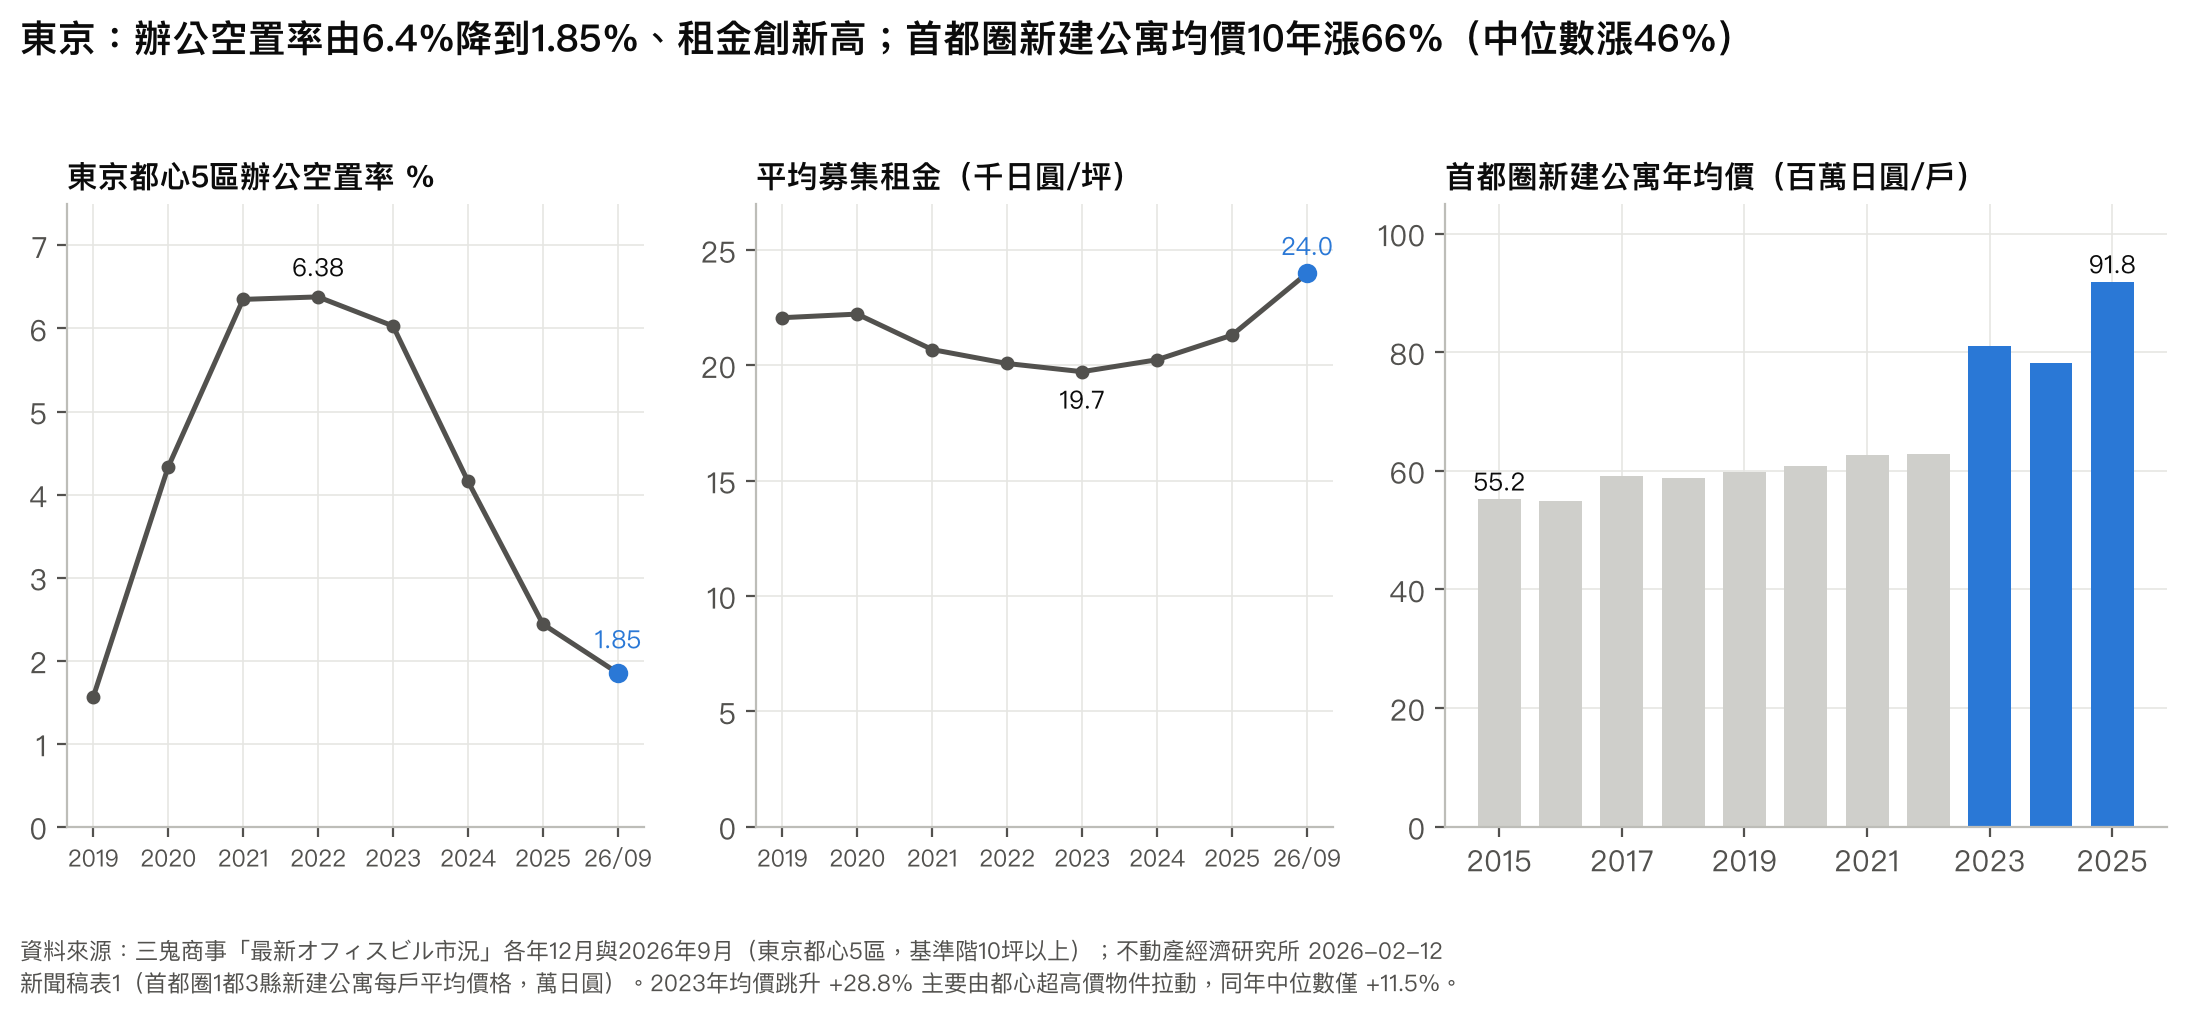 東京：辦公空置率由6.4%降到1.85%、租金創新高；首都圈新建公寓均價10年漲66%（中位數漲46%）
東京都心5區辦公空置率 %
7
6
5
4
3
2
1
0
6.38
1.85
2019 2020 2021 2022 2023 2024 2025 26/09
平均募集租金（千日圓/坪）
25
20
15
10
5
0
24.0
19.7
2019 2020 2021 2022 2023 2024 2025 26/09
首都圈新建公寓年均價（百萬日圓/戶）
100
80
60
40
20
0
55.2
91.8
2015 2017 2019 2021 2023 2025
資料來源：三鬼商事「最新オフィスビル市況」各年12月與2026年9月（東京都心5區，基準階10坪以上）；不動產經濟研究所 2026–02–12
新聞稿表1（首都圈1都3縣新建公寓每戶平均價格，萬日圓）。2023年均價跳升 +28.8% 主要由都心超高價物件拉動，同年中位數僅 +11.5%。